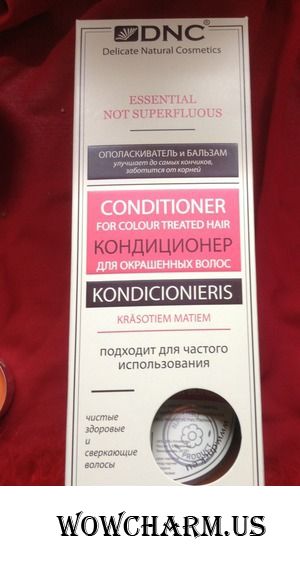 DNC®
Delicate Natural Cosmetics
ESSENTIAL
NOT SUPERFLUOUS
ОПОЛАСКИВАТЕЛЬ и БАЛЬЗАМ
улучшает до самых кончиков,
заботится от корней
CONDITIONER
FOR COLOUR TREATED HAIR
КОНДИЦИОНЕР
ДЛЯ ОКРАШЕННЫХ ВОЛОС
KONDICIONIERIS
KRĀSOTIEM MATIEM
подходит для частого
использования
чистые
здоровые
и
сверкающие
волосы
PRODUCT
WOWCHARM.US